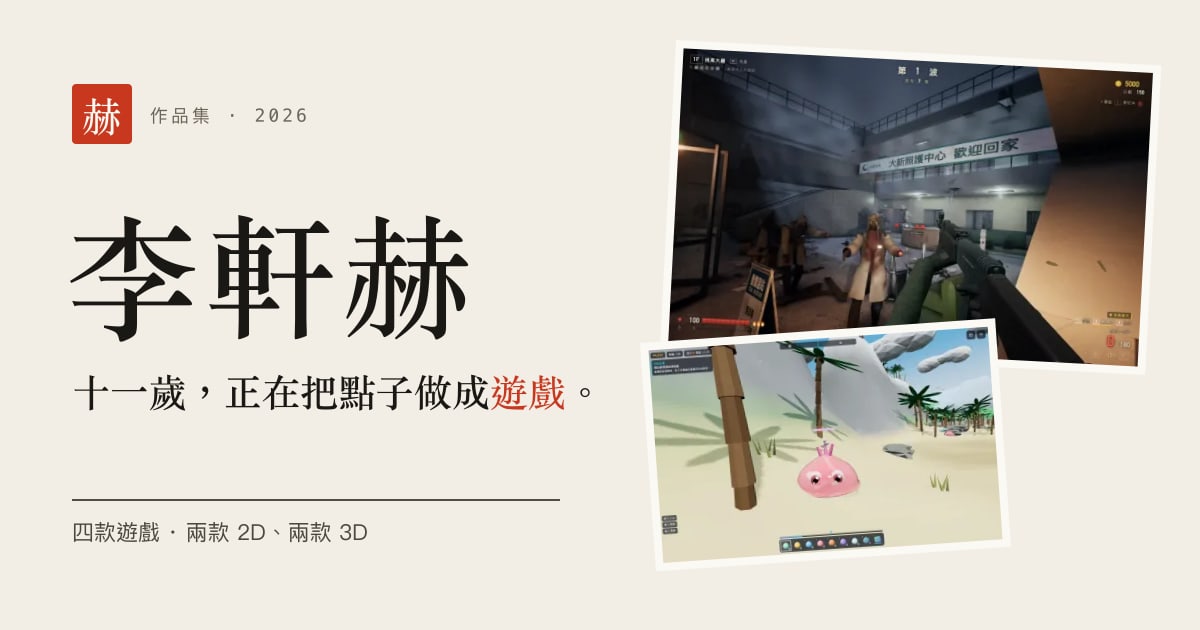 赫
作品集 · 2026
李軒赫
十一歲，正在把點子做成遊戲。
四款遊戲 · 兩款 2D、兩款 3D
1F
第 1 波
5000
大新照護中心 歡迎回家
100